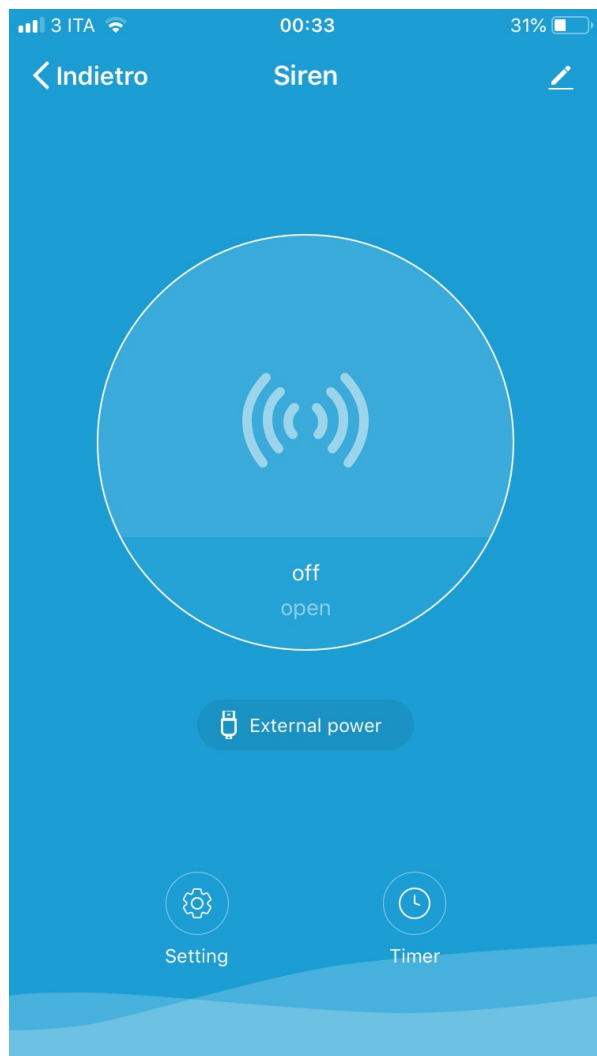 3 ITA 00:33 31%
Indietro Siren
off
open
External power
Setting Timer